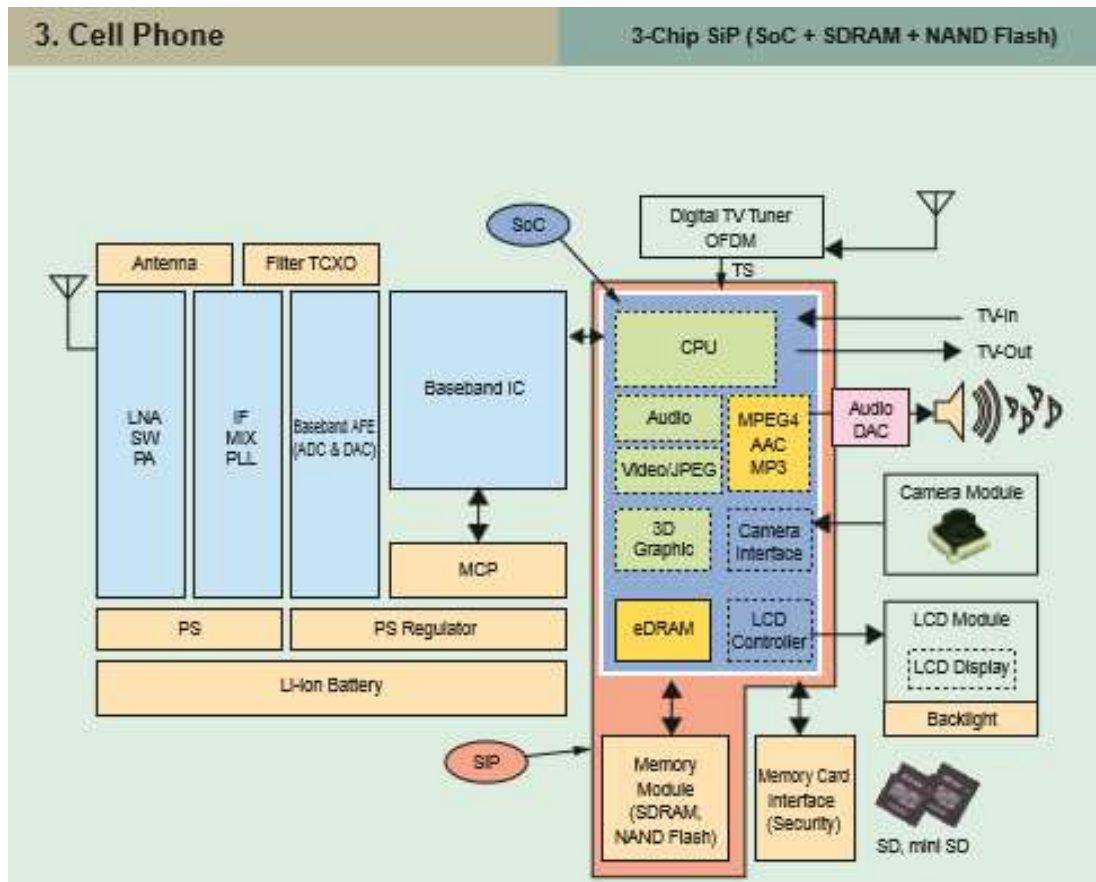 3. Cell Phone
3-Chip SiP (SoC + SDRAM + NAND Flash)
SoC
Digital TV Tuner
OFDM
TS
Antenna
Filter TCXO
LNA
SW
PA
IF
MIX
PLL
Baseband AFE
(ADC & DAC)
Baseband IC
MCP
PS
PS Regulator
Li-Ion Battery
CPU
Audio
Video/JPEG
MPEG4
AAC
MP3
3D
Graphic
Camera
Interface
eDRAM
LCD
Controller
TV-In
TV-Out
Audio
DAC
Camera Module
LCD Module
LCD Display
Backlight
SIP
Memory
Module
(SDRAM,
NAND Flash)
Memory Card
Interface
(Security)
SD, mini SD